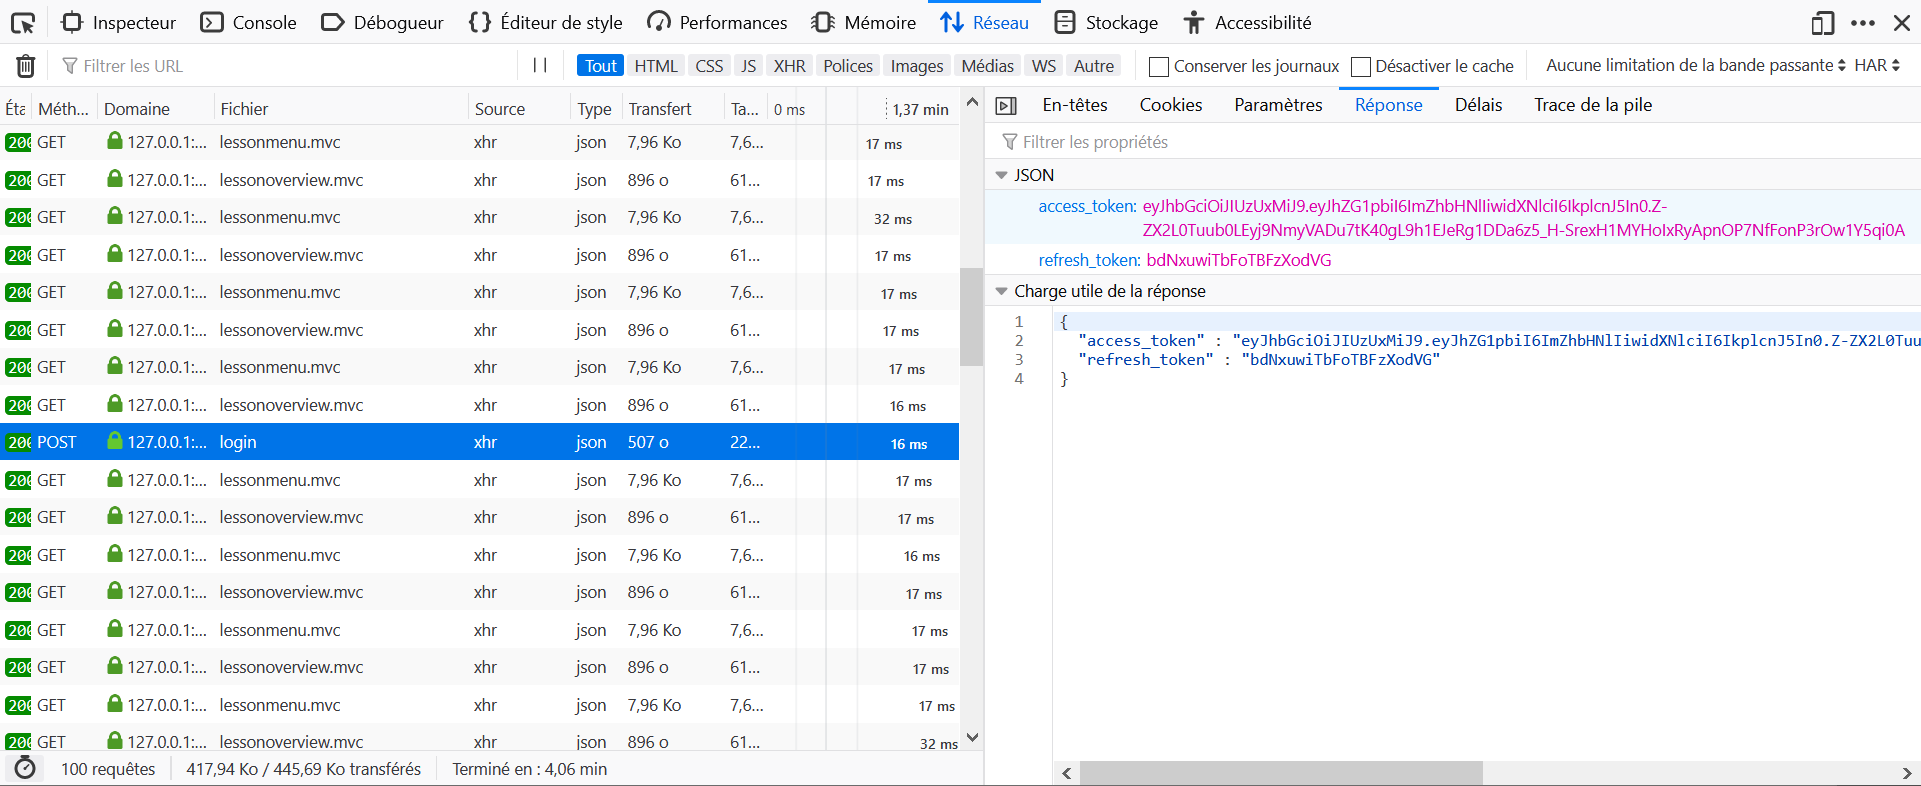 Inspecteur Console Débogueur Éditeur de style Performances Mémoire Réseau Stockage Accessibilité
Filtrer les URL Tout HTML CSS JS XHR Polices Images Médias WS Autre Conserver les journaux Désactiver le cache Aucune limitation de la bande passante HAR
Éta Méth... Domaine Fichier Source Type Transfert Ta... 0 ms 1,37 min
200 GET 127.0.0.1:... lessonmenu.mvc xhr json 7,96 Ko 7,6... 17 ms
200 GET 127.0.0.1:... lessonoverview.mvc xhr json 896 o 61... 17 ms
200 GET 127.0.0.1:... lessonmenu.mvc xhr json 7,96 Ko 7,6... 32 ms
200 GET 127.0.0.1:... lessonoverview.mvc xhr json 896 o 61... 17 ms
200 GET 127.0.0.1:... lessonmenu.mvc xhr json 7,96 Ko 7,6... 17 ms
200 GET 127.0.0.1:... lessonoverview.mvc xhr json 896 o 61... 17 ms
200 GET 127.0.0.1:... lessonmenu.mvc xhr json 7,96 Ko 7,6... 17 ms
200 GET 127.0.0.1:... lessonoverview.mvc xhr json 896 o 61... 16 ms
200 POST 127.0.0.1:... login xhr json 507 o 22... 16 ms
200 GET 127.0.0.1:... lessonmenu.mvc xhr json 7,96 Ko 7,6... 17 ms
200 GET 127.0.0.1:... lessonoverview.mvc xhr json 896 o 61... 17 ms
200 GET 127.0.0.1:... lessonmenu.mvc xhr json 7,96 Ko 7,6... 16 ms
200 GET 127.0.0.1:... lessonoverview.mvc xhr json 896 o 61... 17 ms
200 GET 127.0.0.1:... lessonmenu.mvc xhr json 7,96 Ko 7,6... 17 ms
200 GET 127.0.0.1:... lessonoverview.mvc xhr json 896 o 61... 17 ms
200 GET 127.0.0.1:... lessonmenu.mvc xhr json 7,96 Ko 7,6... 17 ms
200 GET 127.0.0.1:... lessonoverview.mvc xhr json 896 o 61... 32 ms
100 requêtes 417,94 Ko / 445,69 Ko transférés Terminé en : 4,06 min
En-têtes Cookies Paramètres Réponse Délais Trace de la pile
Filtrer les propriétés
JSON
access_token: eyJhbGciOiJIUzUxMiJ9.eyJhZG1pbiI6ImZhbHNlIiwidXNlciI6IkplcnJ5In0.Z-
ZX2L0Tuub0LEyj9NmyVADu7tK40gL9h1EJeRg1DDa6z5_H-SrexH1MYHoIxRyApnOP7NfFonP3rOw1Y5qi0A
refresh_token: bdNxuwiTbFoTBFzXodVG
Charge utile de la réponse
1 {
2 "access_token" : "eyJhbGciOiJIUzUxMiJ9.eyJhZG1pbiI6ImZhbHNlIiwidXNlciI6IkplcnJ5In0.Z-ZX2L0Tuu
3 "refresh_token" : "bdNxuwiTbFoTBFzXodVG"
4 }